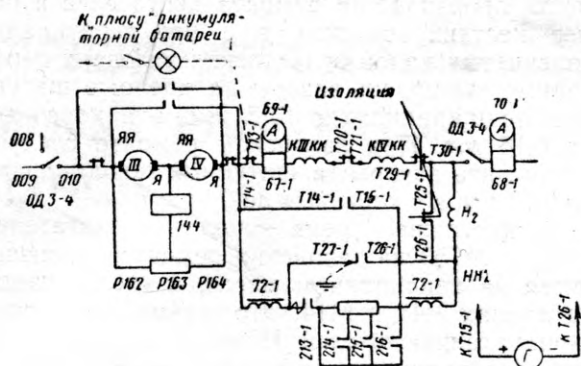 К„плюсу" аккумуля-
торной батареи
Изоляция
69-1
70-1
А
А
008
ЯЯ
ЯЯ
Т13-1
КIIIКК
Т20-1
Т21-1
КIVКК
Т30-1
ОД 3-4
009
010
III
IV
Я
Я
Т14-1
67-1
Т29-1
68-1
ОД 3-4
Т25-1
144
Т14-1
Т15-1
Н2
Т26-1
Т27-1
Т26-1
Р162
Р163
Р164
72-1
72-1
НН2
213-1
214-1
215-1
216-1
к Т15-1
к Т26-1
+
Г
−